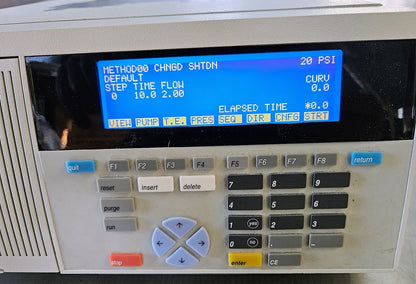 METHOD00 CHNGD SHTDN 20 PSI
DEFAULT
STEP TIME FLOW CURV
0 10.0 2.00 0.0
ELAPSED TIME *0.0
VIEW PUMP T.E. PRES SEQ DIR CNFG STRT
quit F1 F2 F3 F4 F5 F6 F7 F8 return
reset insert delete 7 8 9
purge 4 5 6
run 1 yes 2 3
0 no . -
stop enter CE